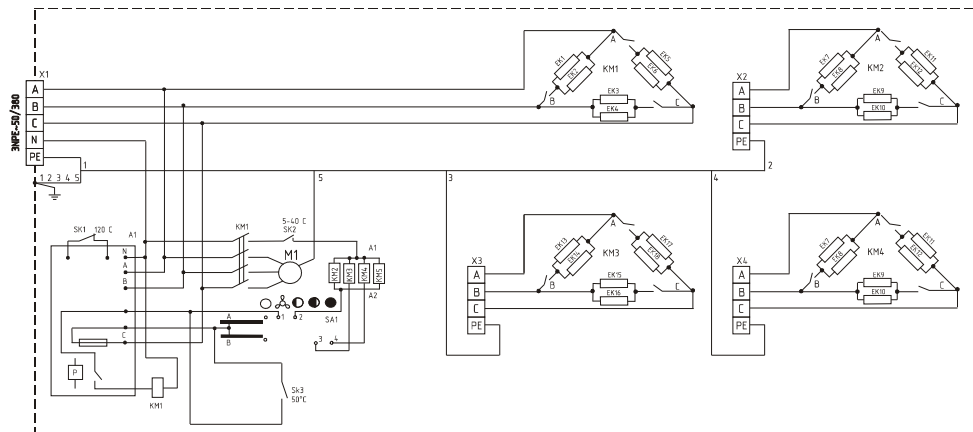 3NPE~50/380
X1
A
B
C
N
PE
1 2 3 4 5
1
A
EK1
EK2
KM1
EK5
EK6
B
EK3
EK4
C
X2
A
B
C
PE
2
A
EK7
EK8
KM2
EK11
EK12
B
EK9
EK10
C
5
3
4
SK1 120 C
A1
N
A
B
C
P
KM1
KM1
5-40 C
SK2
M1
A1
KM2
KM3
KM4
KM5
A2
SA1
1
2
3
4
A
B
Sk3
50°C
X3
A
B
C
PE
A
EK13
EK14
KM3
EK17
EK18
B
EK15
EK16
C
X4
A
B
C
PE
A
EK7
EK8
KM4
EK11
EK12
B
EK9
EK10
C